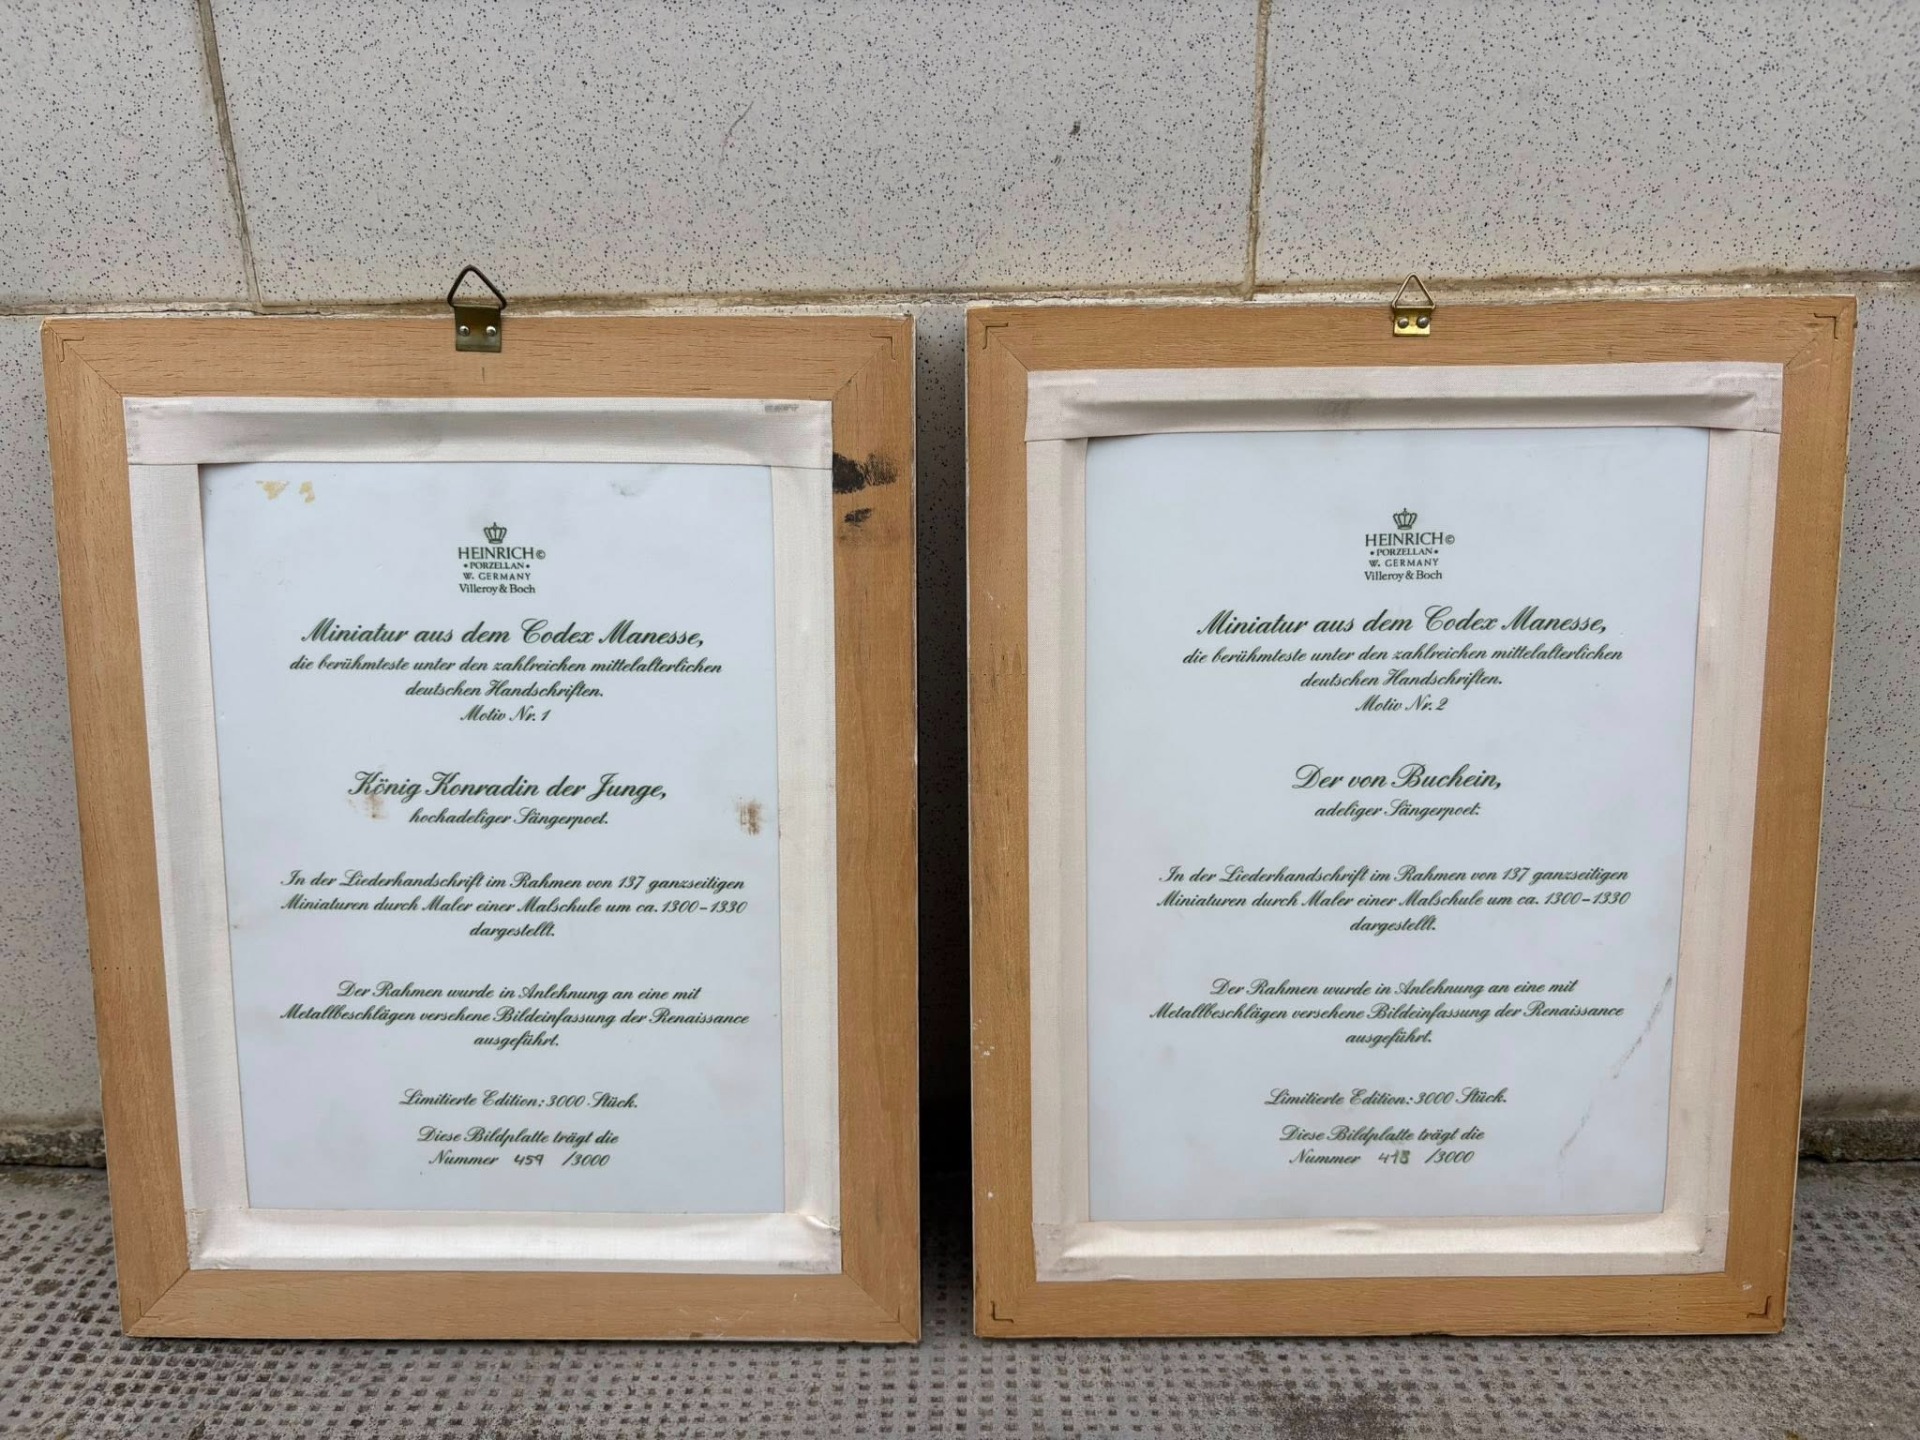 HEINRICH©
•PORZELLAN•
W. GERMANY
Villeroy & Boch
Miniatur aus dem Codex Manesse,
die berühmteste unter den zahlreichen mittelalterlichen
deutschen Handschriften.
Motiv Nr. 1
König Konradin der Junge,
hochadeliger Sängerpoet.
In der Liederhandschrift im Rahmen von 137 ganzseitigen
Miniaturen durch Maler einer Malschule um ca. 1300–1330
dargestellt.
Der Rahmen wurde in Anlehnung an eine mit
Metallbeschlägen versehene Bildeinfassung der Renaissance
ausgeführt.
Limitierte Edition: 3000 Stück.
Diese Bildplatte trägt die
Nummer 459 /3000
HEINRICH©
•PORZELLAN•
W. GERMANY
Villeroy & Boch
Miniatur aus dem Codex Manesse,
die berühmteste unter den zahlreichen mittelalterlichen
deutschen Handschriften.
Motiv Nr. 2
Der von Buchein,
adeliger Sängerpoet.
In der Liederhandschrift im Rahmen von 137 ganzseitigen
Miniaturen durch Maler einer Malschule um ca. 1300–1330
dargestellt.
Der Rahmen wurde in Anlehnung an eine mit
Metallbeschlägen versehene Bildeinfassung der Renaissance
ausgeführt.
Limitierte Edition: 3000 Stück.
Diese Bildplatte trägt die
Nummer /3000